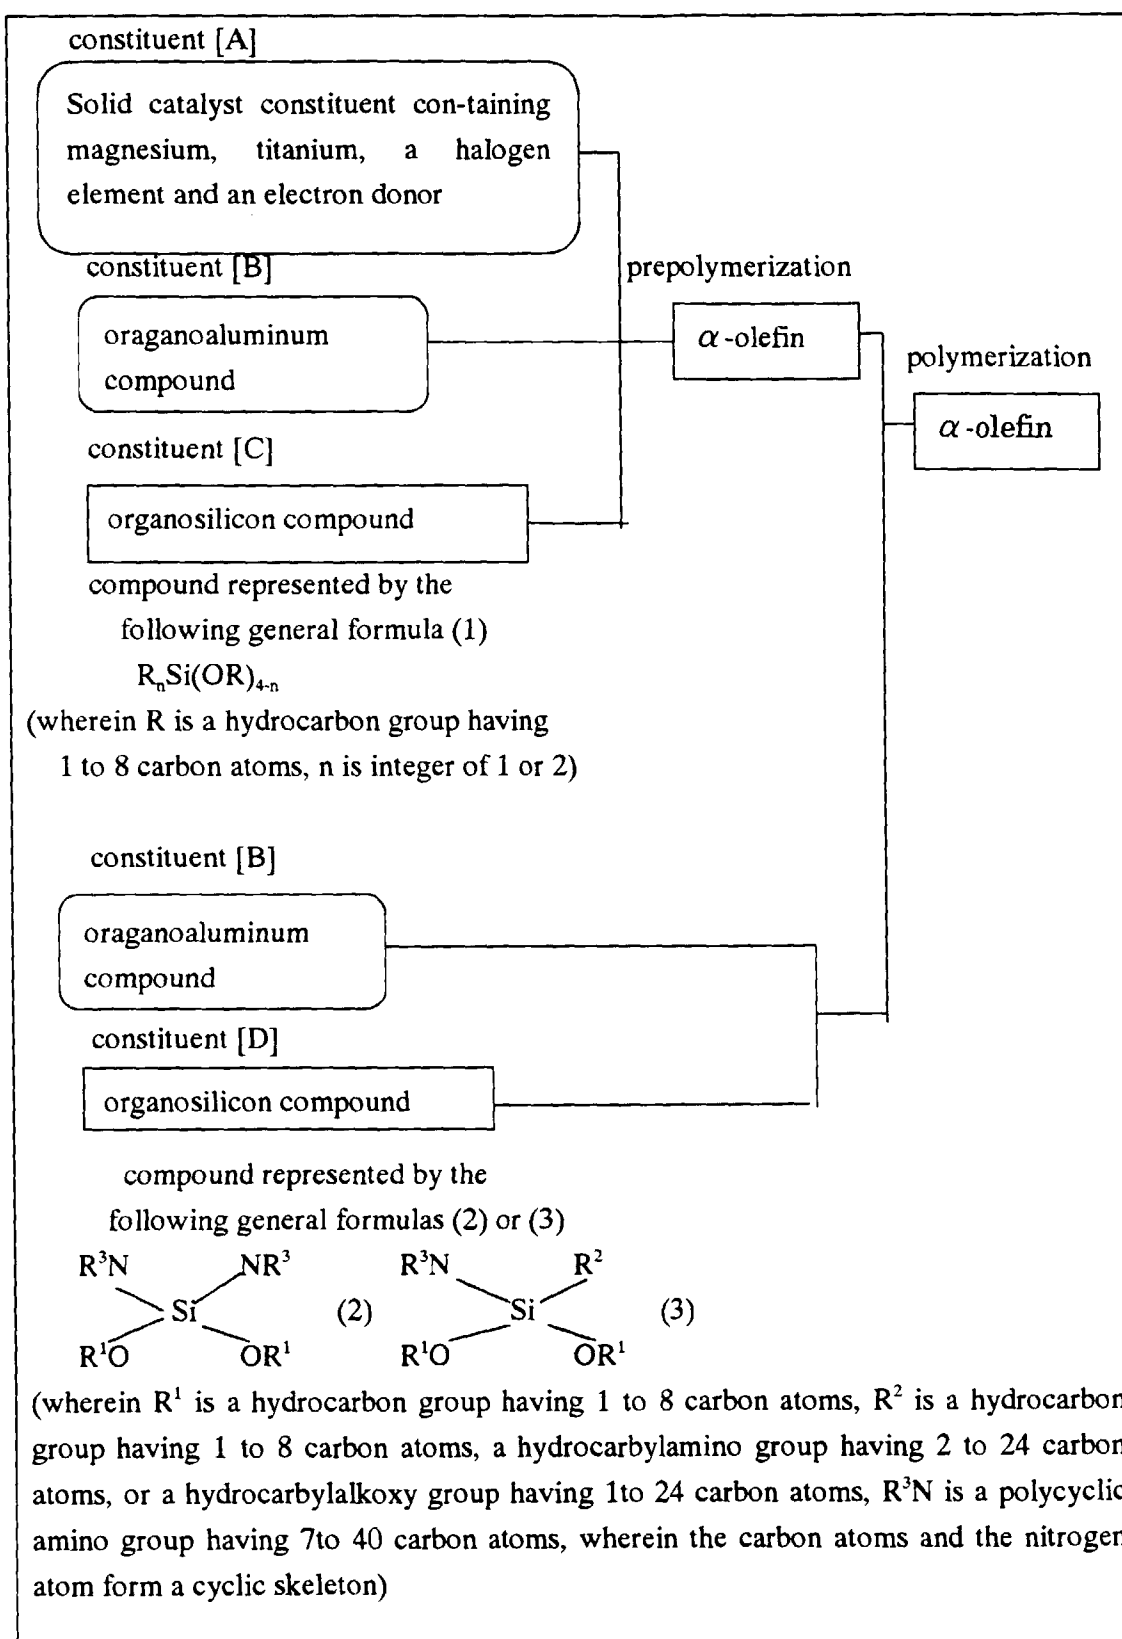 constituent [A]
Solid catalyst constituent con-taining
magnesium, titanium, a halogen
element and an electron donor
constituent [B]
prepolymerization
oraganoaluminum
compound
α-olefin
polymerization
α-olefin
constituent [C]
organosilicon compound
compound represented by the
following general formula (1)
RₙSi(OR)₄₋ₙ
(wherein R is a hydrocarbon group having
1 to 8 carbon atoms, n is integer of 1 or 2)
constituent [B]
oraganoaluminum
compound
constituent [D]
organosilicon compound
compound represented by the
following general formulas (2) or (3)
R³N NR³ R³N R²
Si (2) Si (3)
R¹O OR¹ R¹O OR¹
(wherein R¹ is a hydrocarbon group having 1 to 8 carbon atoms, R² is a hydrocarbon
group having 1 to 8 carbon atoms, a hydrocarbylamino group having 2 to 24 carbon
atoms, or a hydrocarbylalkoxy group having 1to 24 carbon atoms, R³N is a polycyclic
amino group having 7to 40 carbon atoms, wherein the carbon atoms and the nitrogen
atom form a cyclic skeleton)